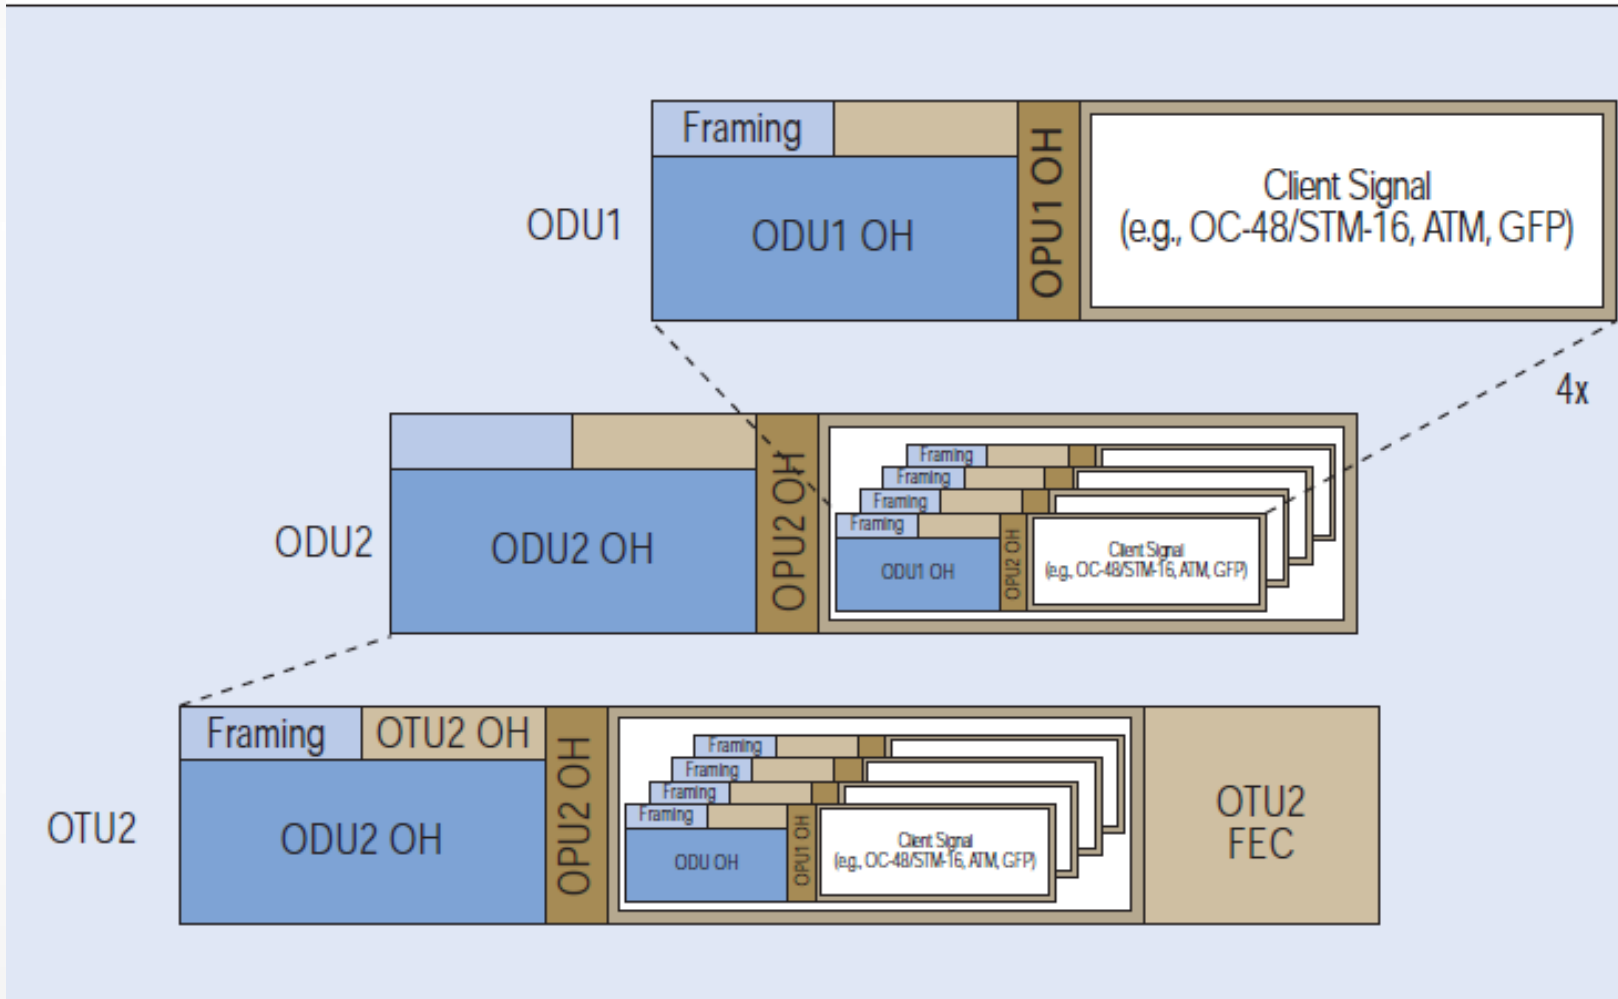 Framing
ODU1
ODU1 OH
OPU1 OH
Client Signal
(e.g., OC-48/STM-16, ATM, GFP)
4x
ODU2
ODU2 OH
OPU2 OH
Framing
Framing
Framing
Framing
ODU1 OH
OPU2 OH
Client Signal
(e.g., OC-48/STM-16, ATM, GFP)
OTU2
Framing
OTU2 OH
ODU2 OH
OPU2 OH
Framing
Framing
Framing
Framing
ODU OH
OPU1 OH
Client Signal
(e.g., OC-48/STM-16, ATM, GFP)
OTU2
FEC